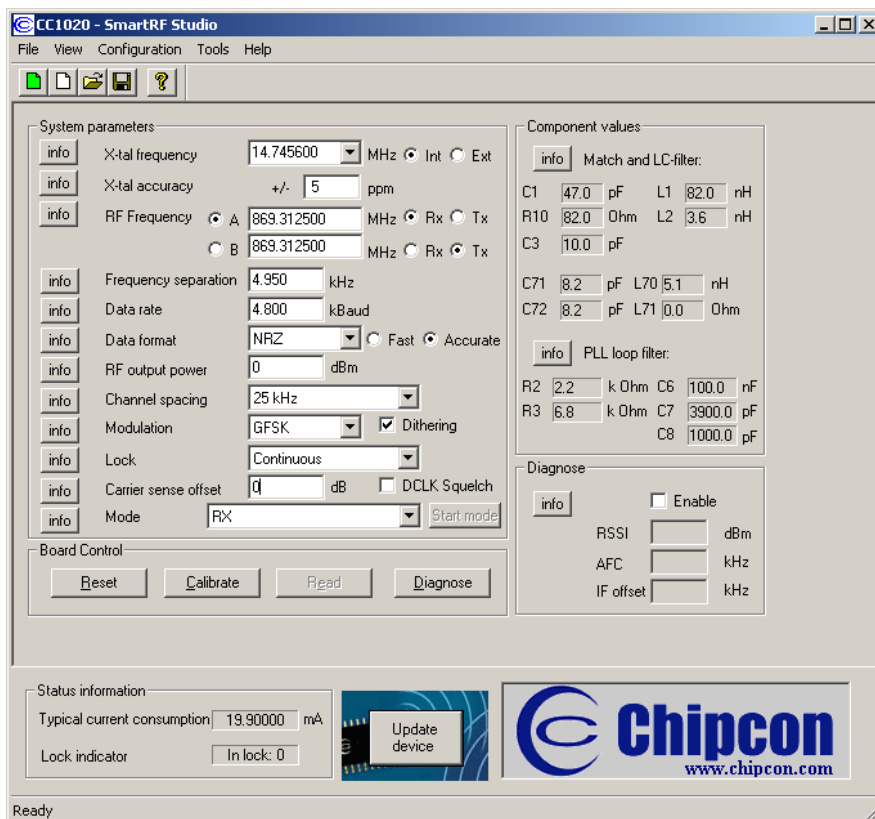 CC1020 - SmartRF Studio
File View Configuration Tools Help
System parameters
info X-tal frequency 14.745600 MHz Int Ext
info X-tal accuracy +/- 5 ppm
info RF Frequency A 869.312500 MHz Rx Tx
B 869.312500 MHz Rx Tx
info Frequency separation 4.950 kHz
info Data rate 4.800 kBaud
info Data format NRZ Fast Accurate
info RF output power 0 dBm
info Channel spacing 25 kHz
info Modulation GFSK Dithering
info Lock Continuous
info Carrier sense offset 0 dB DCLK Squelch
info Mode RX Start mode
Board Control
Reset Calibrate Read Diagnose
Component values
info Match and LC-filter:
C1 47.0 pF L1 82.0 nH
R10 82.0 Ohm L2 3.6 nH
C3 10.0 pF
C71 8.2 pF L70 5.1 nH
C72 8.2 pF L71 0.0 Ohm
info PLL loop filter:
R2 2.2 k Ohm C6 100.0 nF
R3 6.8 k Ohm C7 3900.0 pF
C8 1000.0 pF
Diagnose
info Enable
RSSI dBm
AFC kHz
IF offset kHz
Status information
Typical current consumption 19.90000 mA
Lock indicator In lock: 0
Update
device
Chipcon
www.chipcon.com
Ready